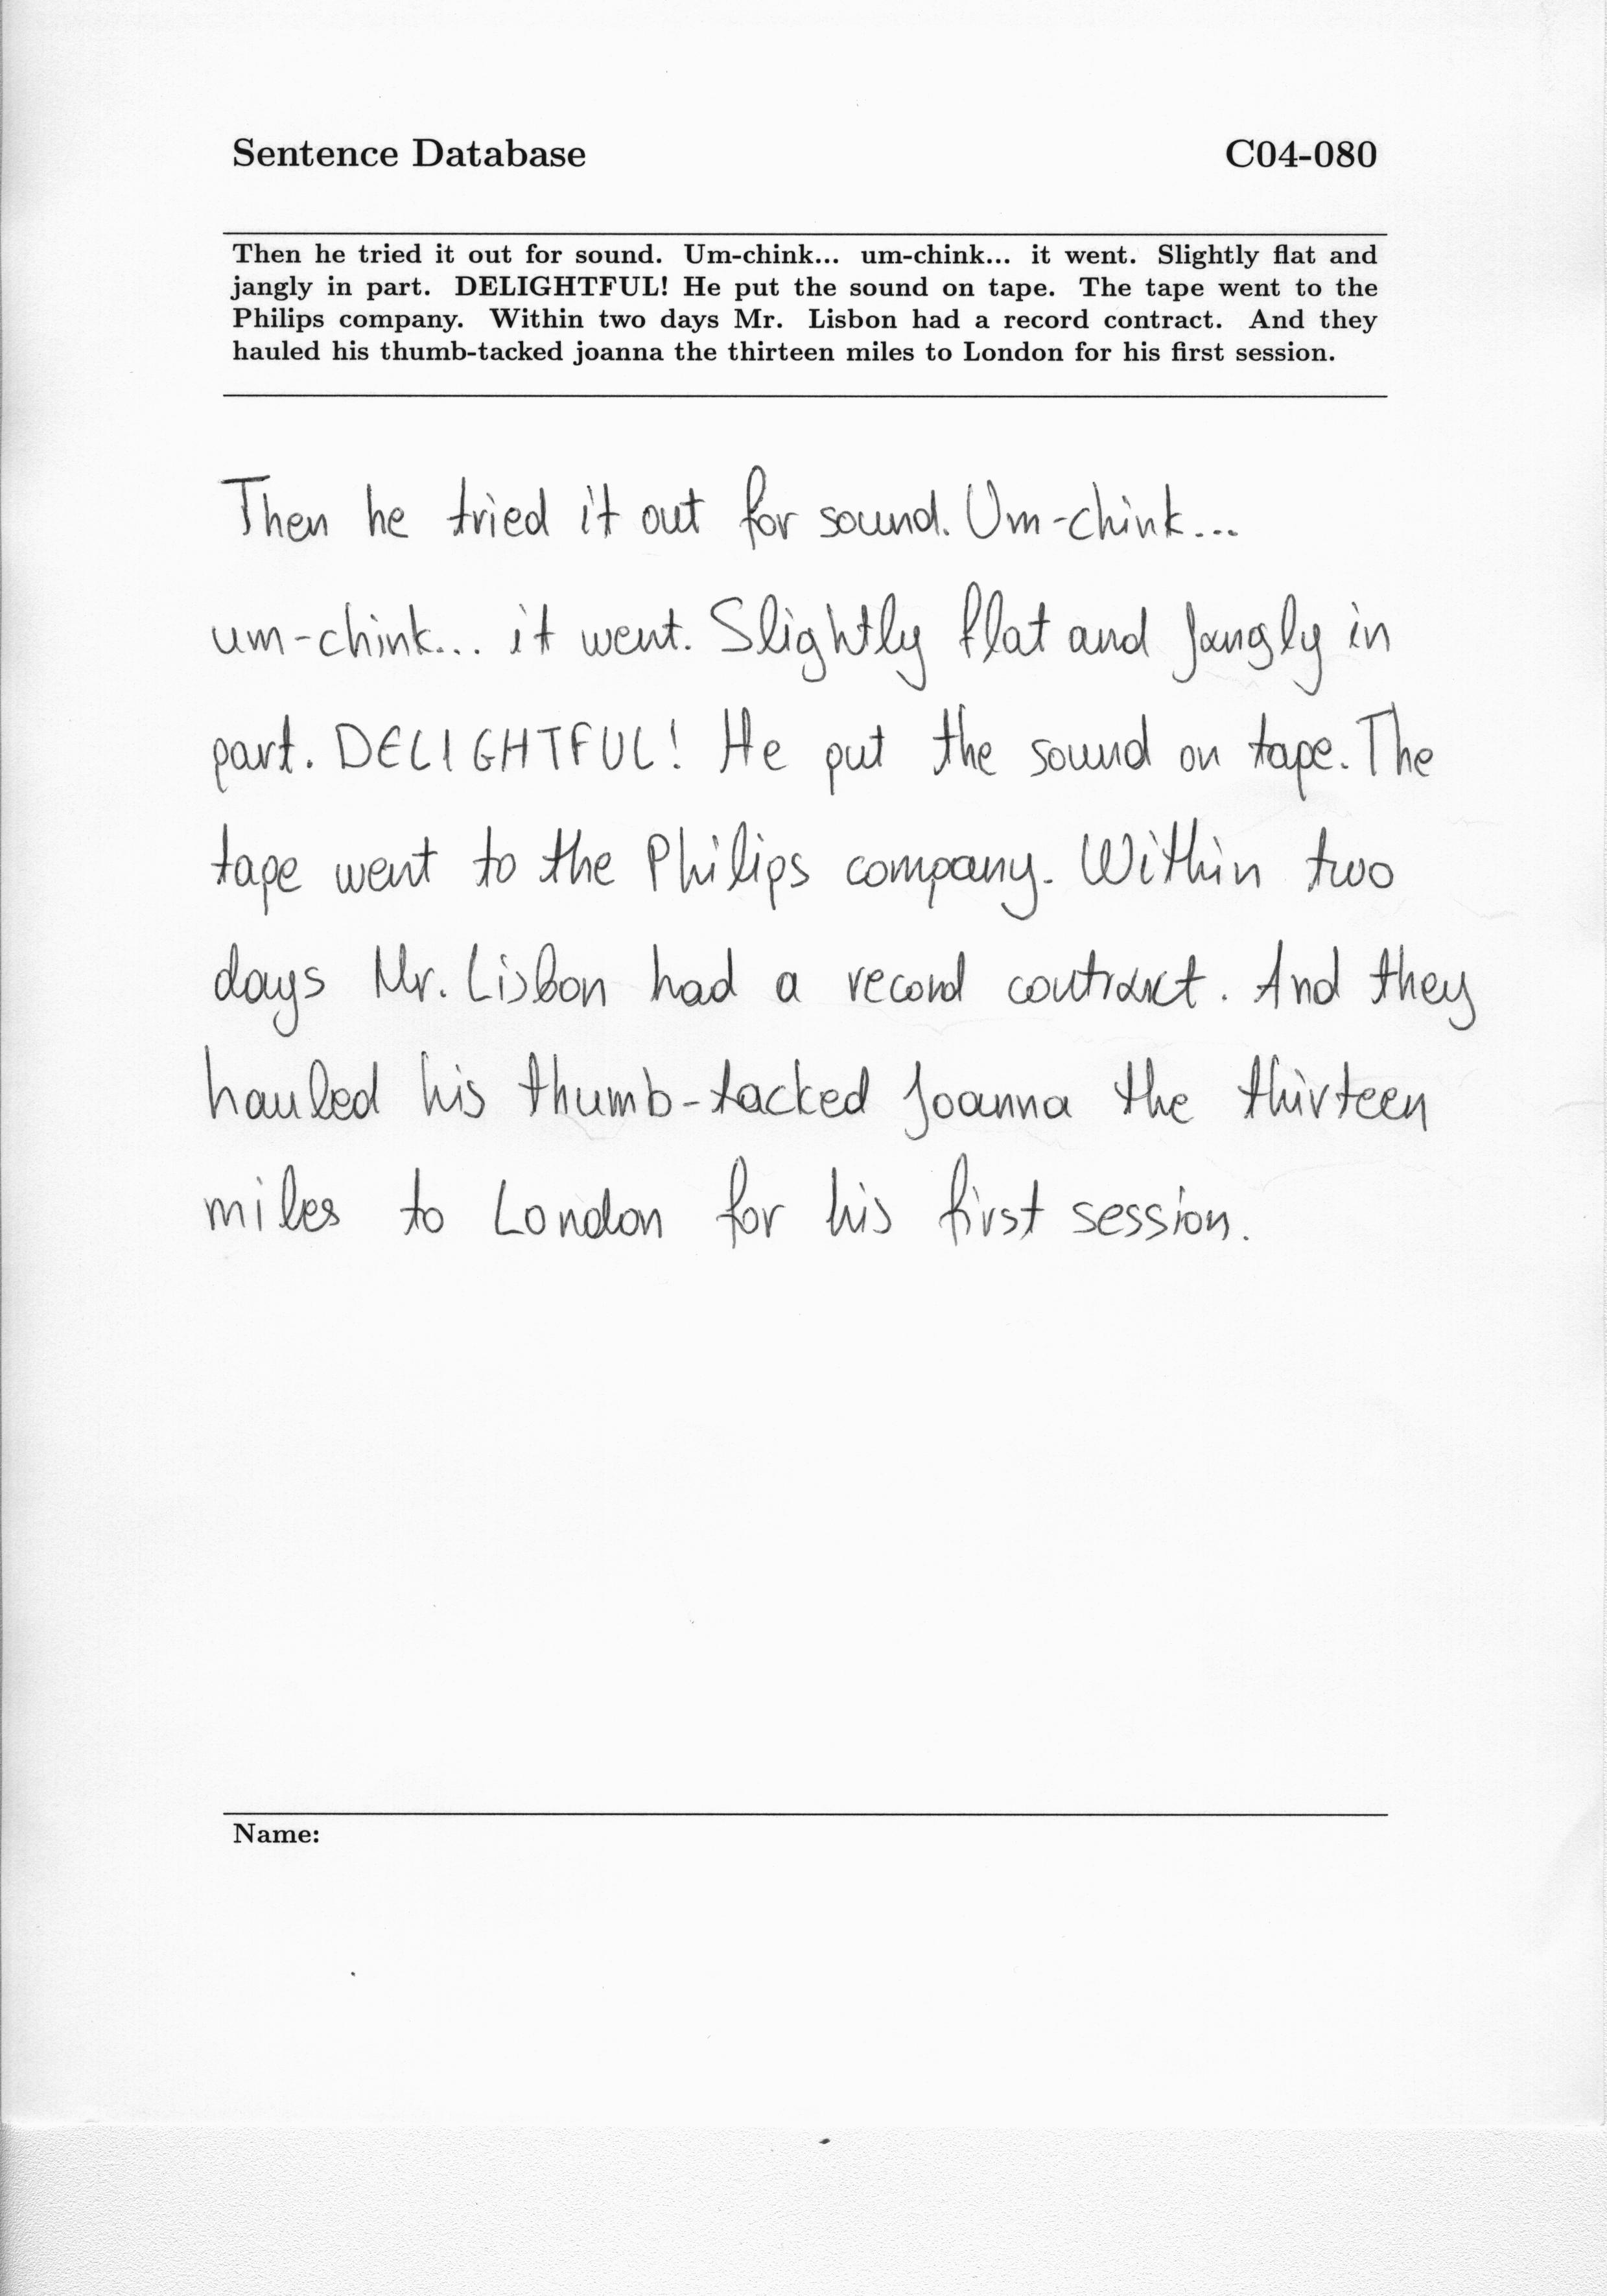 Sentence Database C04-080
Then he tried it out for sound. Um-chink... um-chink... it went. Slightly flat and
jangly in part. DELIGHTFUL! He put the sound on tape. The tape went to the
Philips company. Within two days Mr. Lisbon had a record contract. And they
hauled his thumb-tacked joanna the thirteen miles to London for his first session.
Then he tried it out for sound. Um-chink...
um-chink... it went. Slightly flat and jangly in
part. DELIGHTFUL! He put the sound on tape. The
tape went to the Philips company. Within two
days Mr. Lisbon had a record contract. And they
hauled his thumb-tacked joanna the thirteen
miles to London for his first session.
Name: